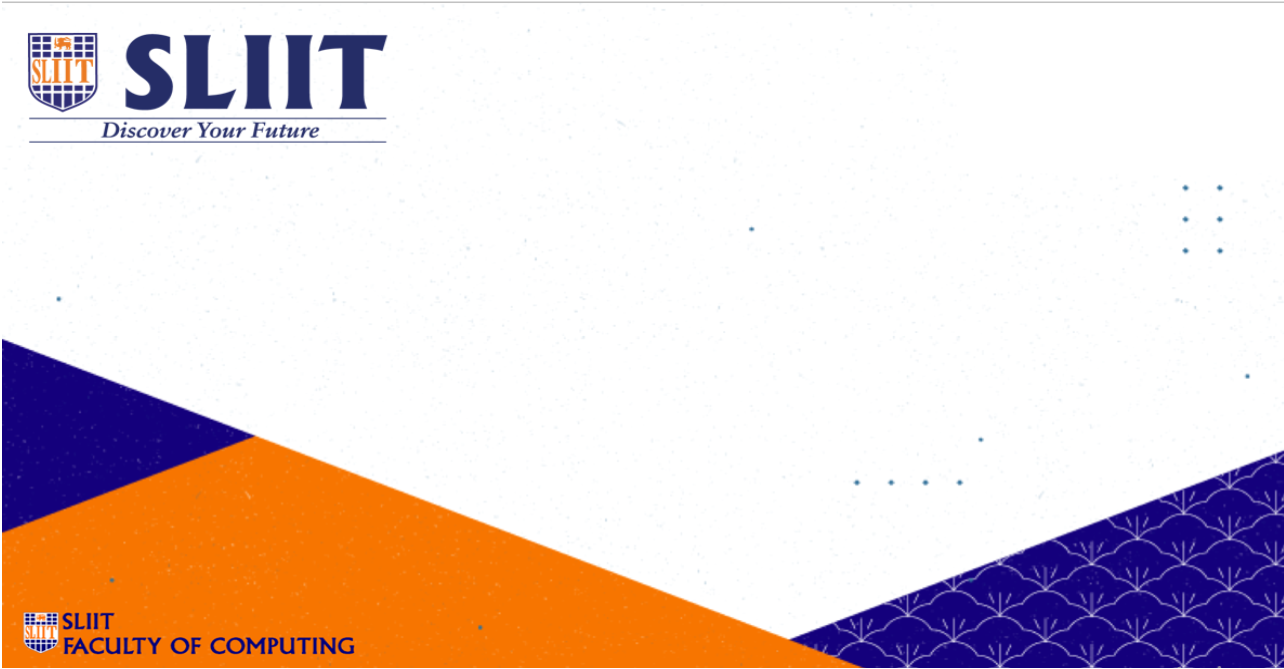 SLIIT
SLIIT
Discover Your Future
SLIIT
SLIIT
FACULTY OF COMPUTING